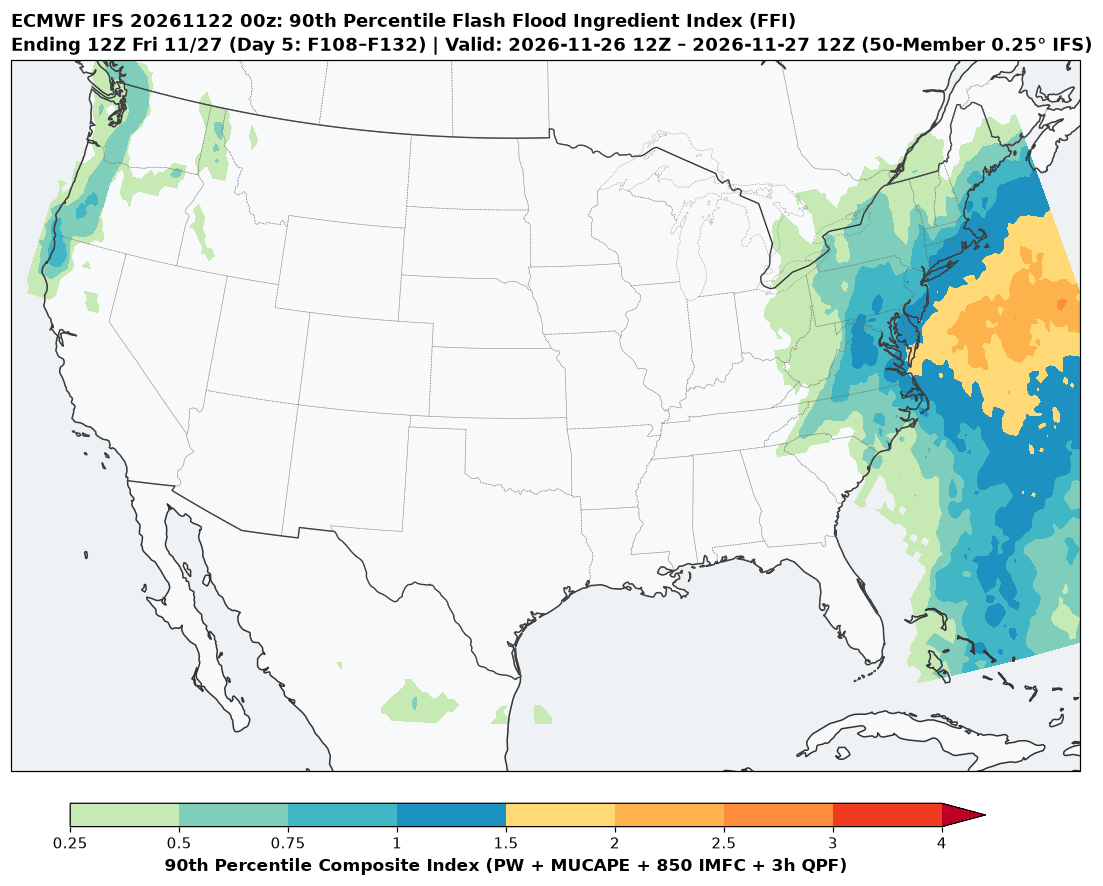 ECMWF IFS 20261122 00z: 90th Percentile Flash Flood Ingredient Index (FFI)
Ending 12Z Fri 11/27 (Day 5: F108–F132) | Valid: 2026-11-26 12Z – 2026-11-27 12Z (50-Member 0.25° IFS)
0.25 0.5 0.75 1 1.5 2 2.5 3 4
90th Percentile Composite Index (PW + MUCAPE + 850 IMFC + 3h QPF)